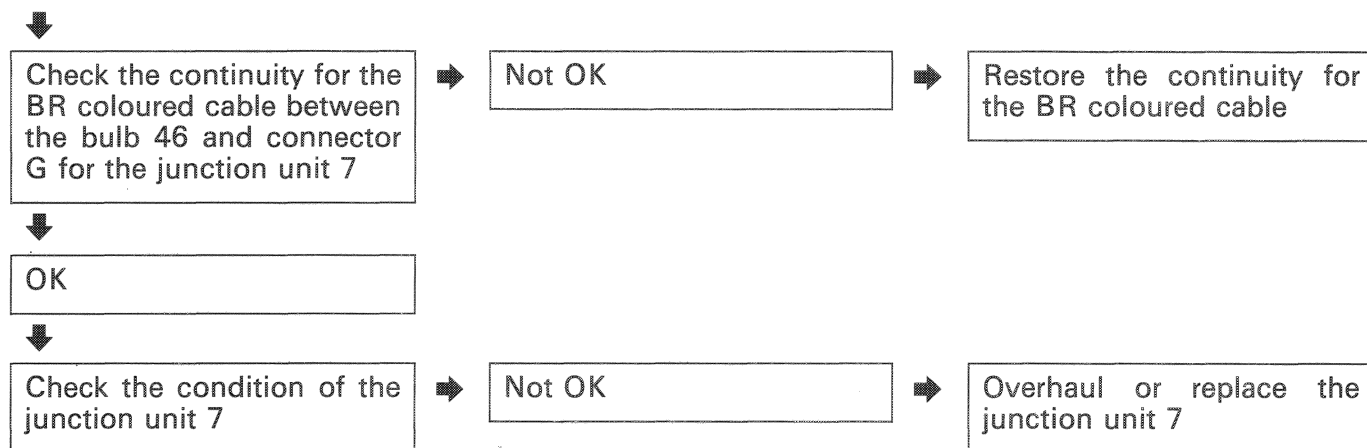 Check the continuity for the
BR coloured cable between
the bulb 46 and connector
G for the junction unit 7
Not OK
Restore the continuity for
the BR coloured cable
OK
Check the condition of the
junction unit 7
Not OK
Overhaul or replace the
junction unit 7